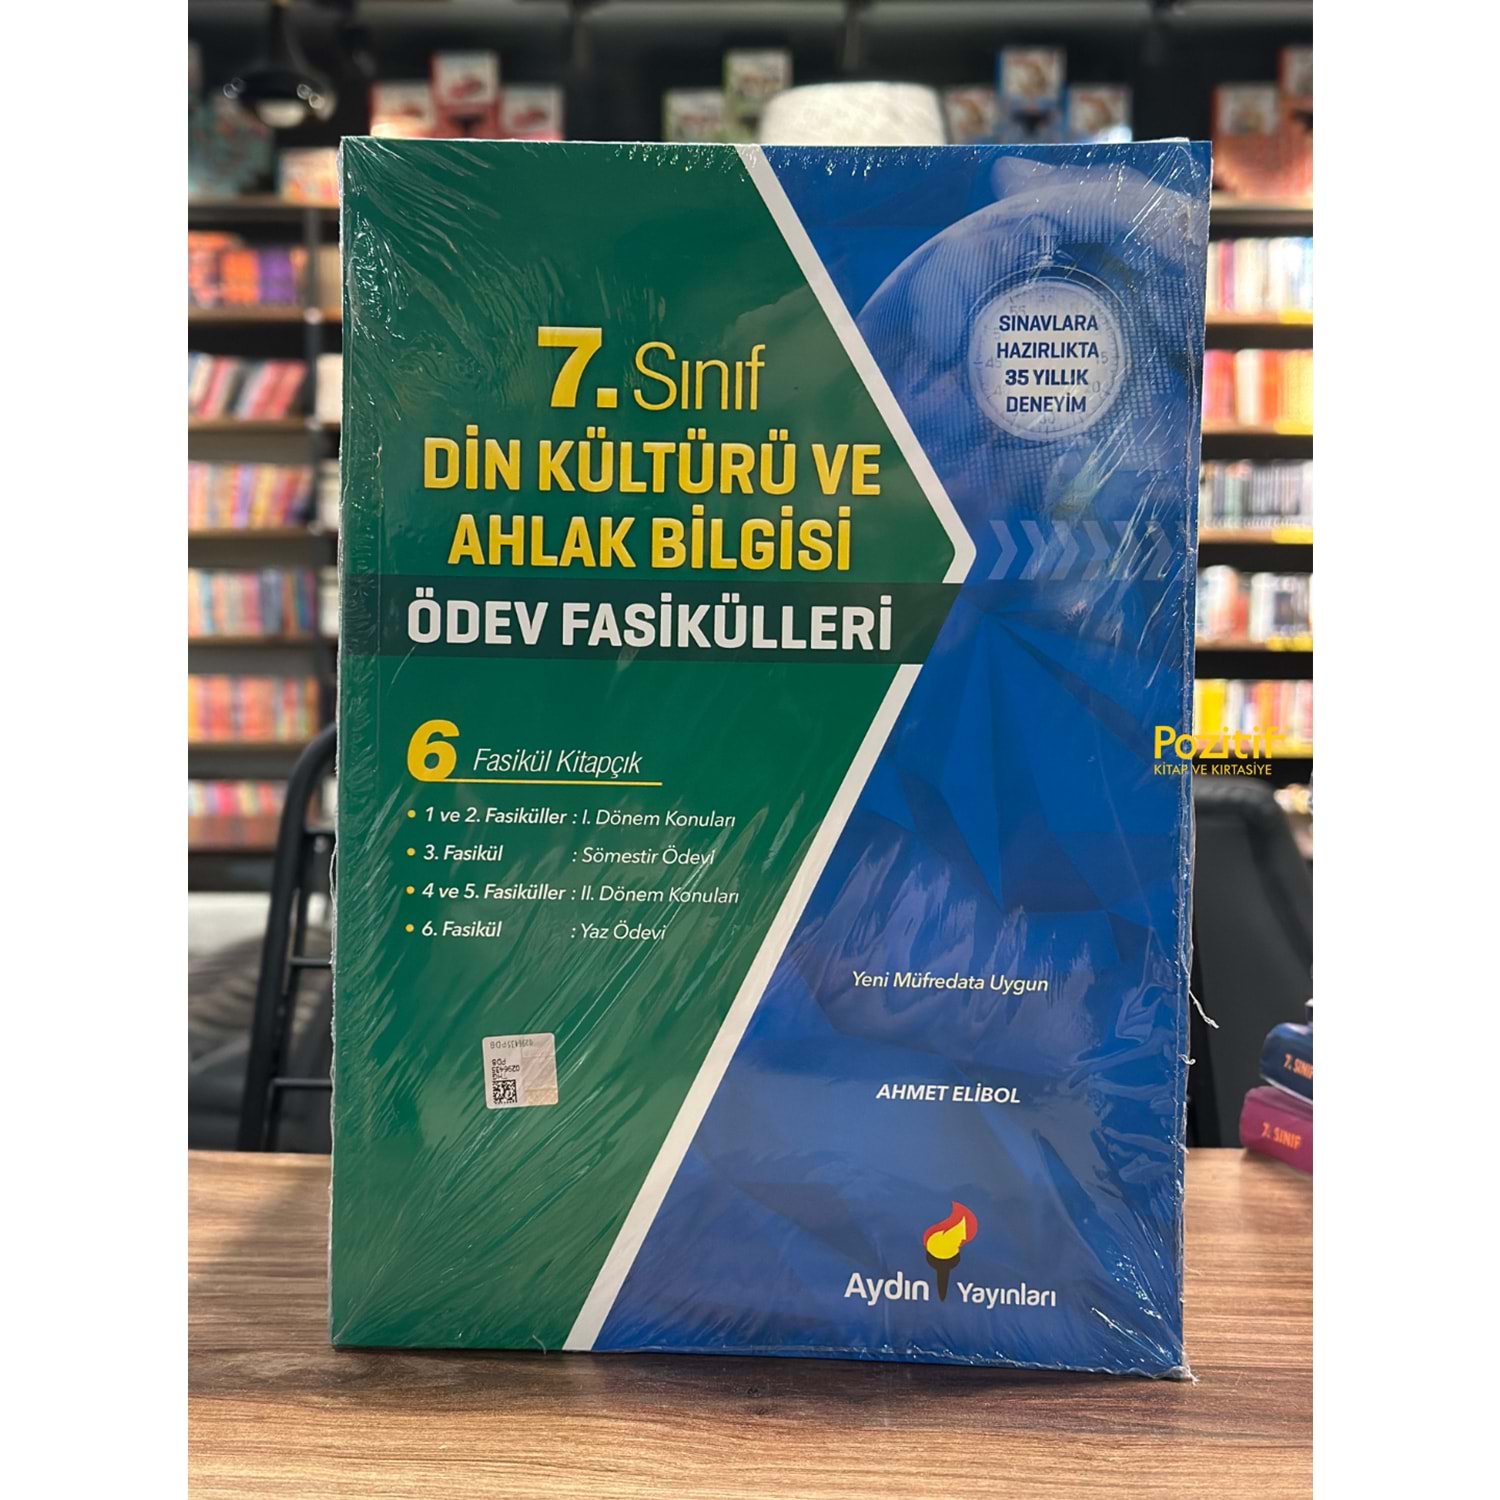 SINAVLARA
HAZIRLIKTA
35 YILLIK
DENEYİM
7. Sınıf
DİN KÜLTÜRÜ VE
AHLAK BİLGİSİ
ÖDEV FASİKÜLLERİ
6 Fasikül Kitapçık
• 1 ve 2. Fasiküller : I. Dönem Konuları
• 3. Fasikül : Sömestir Ödevi
• 4 ve 5. Fasiküller : II. Dönem Konuları
• 6. Fasikül : Yaz Ödevi
Pozitif
KİTAP VE KIRTASİYE
Yeni Müfredata Uygun
AHMET ELİBOL
Aydın Yayınları
7. SINIF
7. SINIF